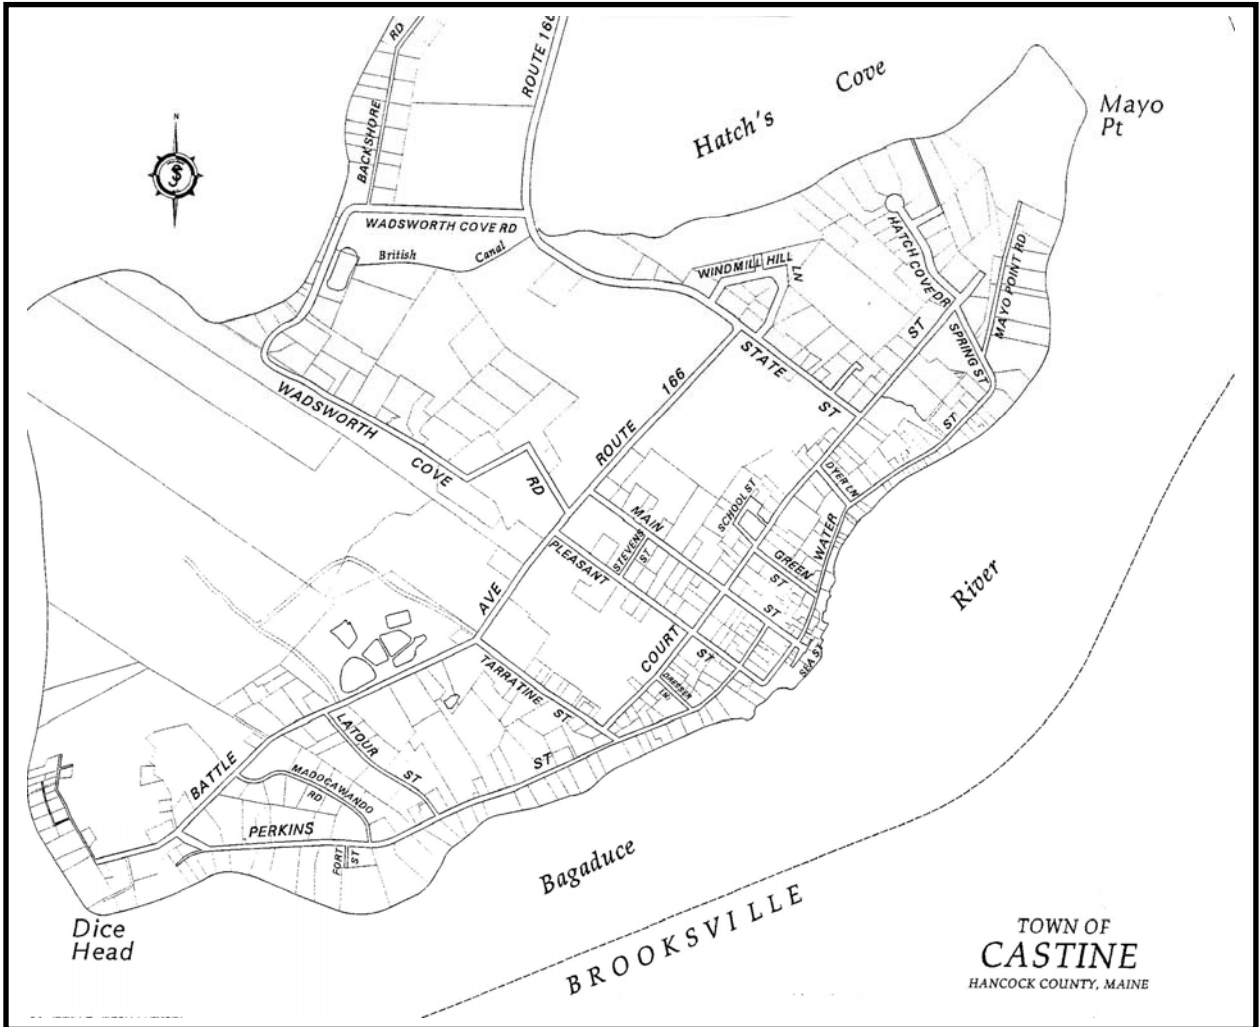 RD
ROUTE 166
BACKSHORE
Cove
Hatch's
Mayo
Pt
N
WADSWORTH COVE RD
British
Canal
WINDMILL HILL
LN
HATCH COVE DR
MAYO POINT RD
ST
SPRING ST
STATE
ST
ROUTE 166
WADSWORTH
COVE
RD
ST
DYER LN
SCHOOL ST
MAIN
WATER
STEVENS
ST
GREEN
ST
PLEASANT
ST
River
AVE
COURT
ST
SEA ST
TARRATINE
ST
DRESSER
LN.
LATOUR
ST
ST
BATTLE
MADOCAWANDO
RD
PERKINS
FORT
ST
Bagaduce
BROOKSVILLE
Dice
Head
TOWN OF
CASTINE
HANCOCK COUNTY, MAINE